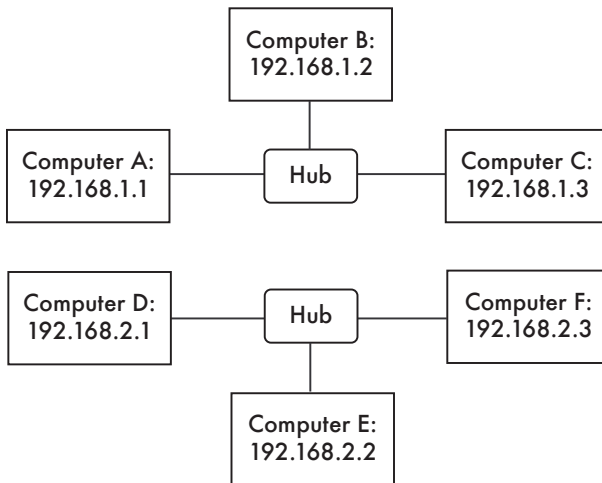 Computer B:
192.168.1.2
Computer A:
192.168.1.1
Hub
Computer C:
192.168.1.3
Computer D:
192.168.2.1
Hub
Computer F:
192.168.2.3
Computer E:
192.168.2.2